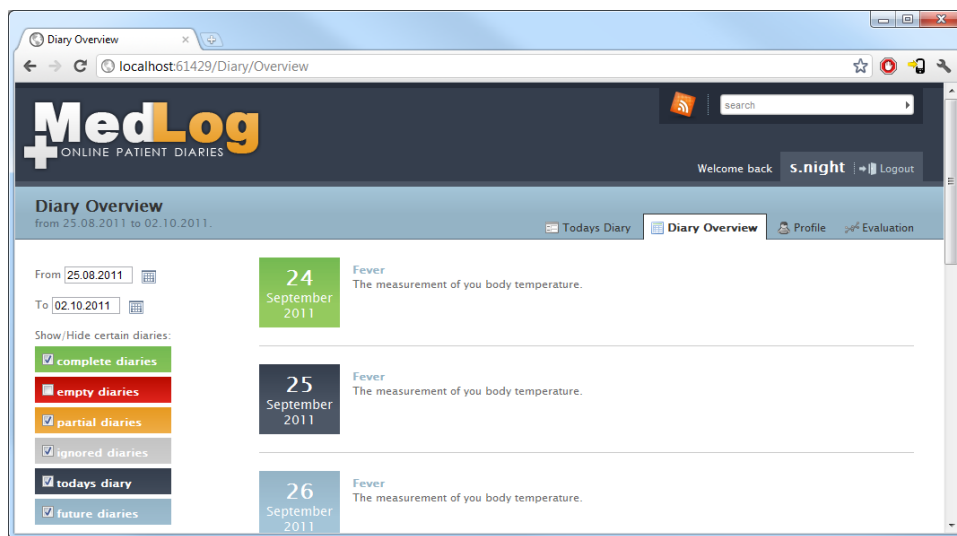 Diary Overview
localhost:61429/Diary/Overview
MedLog
ONLINE PATIENT DIARIES
search
Welcome back s.night Logout
Diary Overview
from 25.08.2011 to 02.10.2011.
Todays Diary Diary Overview Profile Evaluation
From 25.08.2011
To 02.10.2011
Show/Hide certain diaries:
complete diaries
empty diaries
partial diaries
ignored diaries
todays diary
future diaries
24
September
2011
Fever
The measurement of you body temperature.
25
September
2011
Fever
The measurement of you body temperature.
26
September
2011
Fever
The measurement of you body temperature.